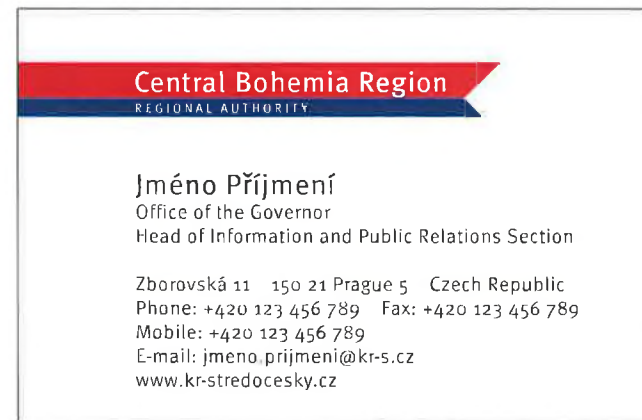 Central Bohemia Region
REGIONAL AUTHORITY
Jméno Příjmení
Office of the Governor
Head of Information and Public Relations Section
Zborovská 11 150 21 Prague 5 Czech Republic
Phone: +420 123 456 789 Fax: +420 123 456 789
Mobile: +420 123 456 789
E-mail: jmeno.prijmeni@kr-s.cz
www.kr-stredocesky.cz